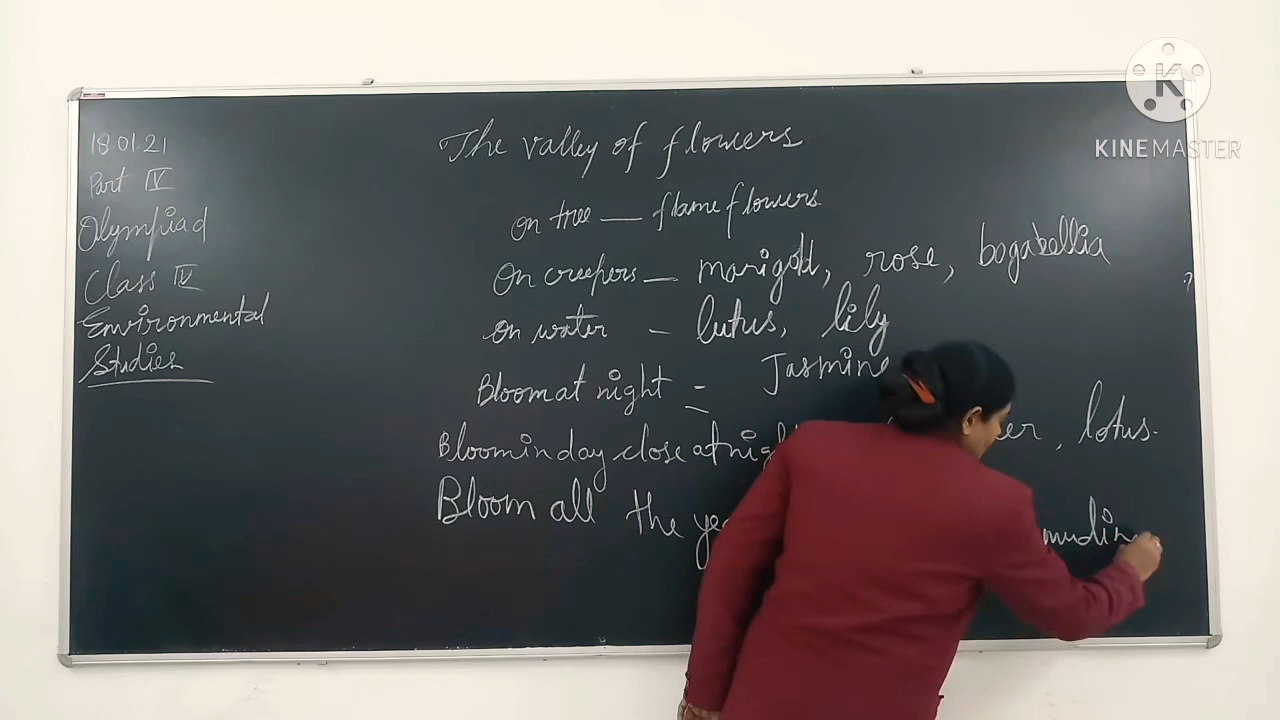 18.01.21
Part IV
Olympiad
Class IV
Environmental
Studies
The valley of flowers
on tree — flame flowers.
On creepers — marigold, rose, bogabellia
on water - lutus, lily
Bloom at night = Jasmine
Bloom in day close at nigh lotus.
Bloom all the
K
KINEMASTER